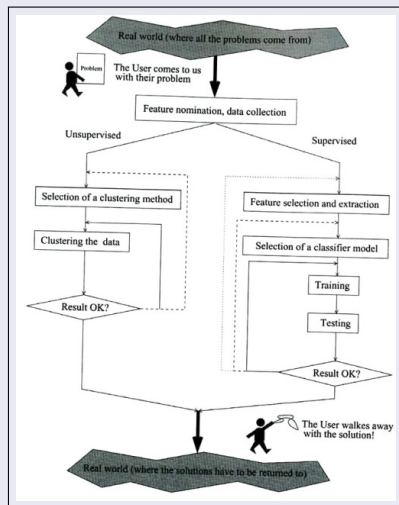 Real world (where all the problems come from)
Problem
The User comes to us
with their problem
Feature nomination, data collection
Unsupervised
Supervised
Selection of a clustering method
Feature selection and extraction
Clustering the data
Selection of a classifier model
Training
Testing
Result OK?
Result OK?
The User walkes away
with the solution!
Real world (where the solutions have to be returned to)